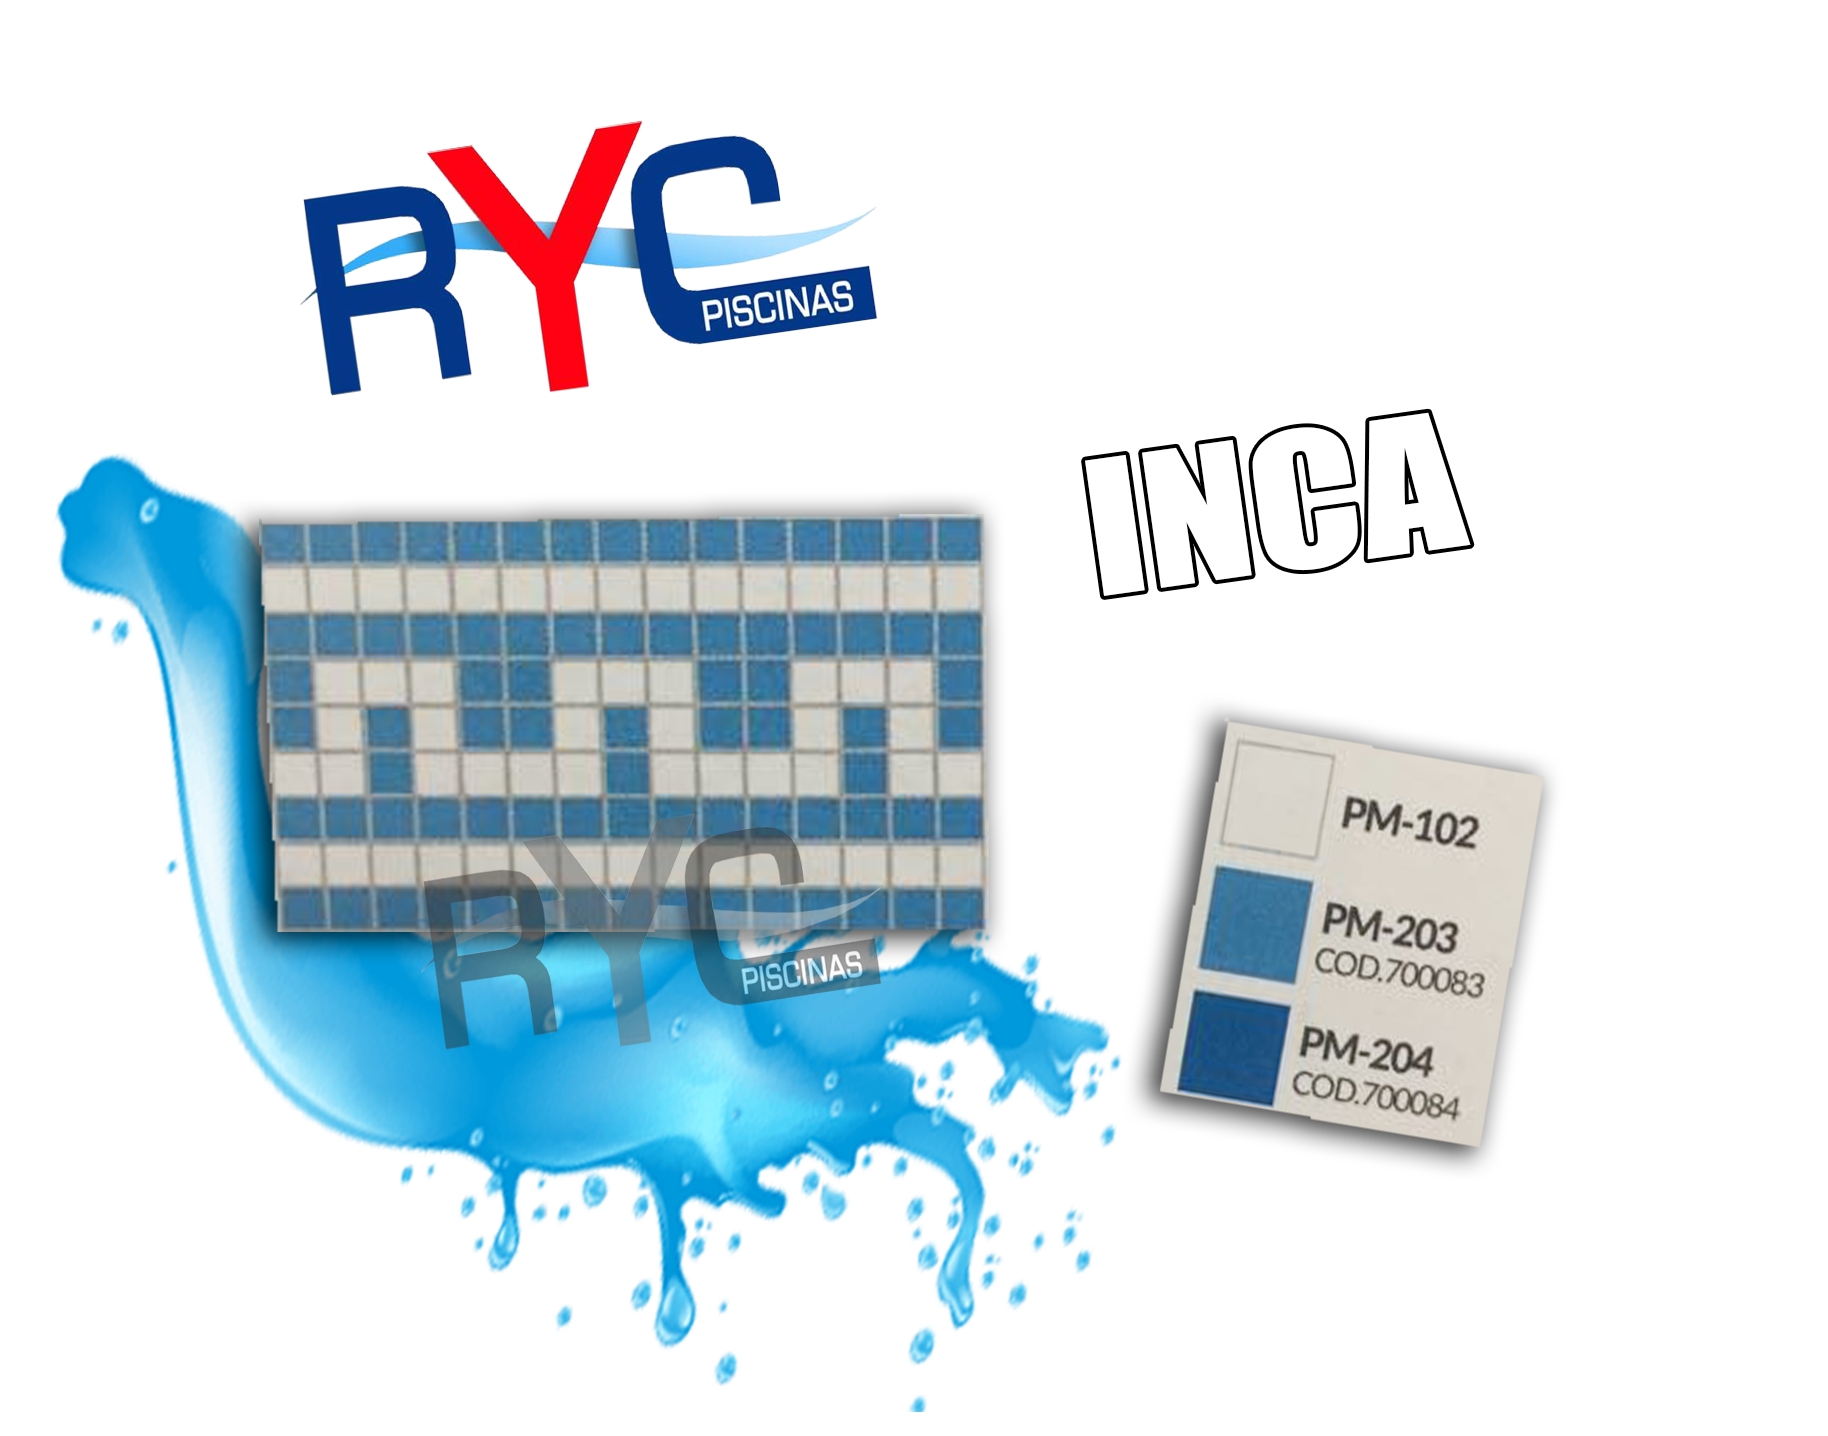 RYC
PISCINAS
INCA
PM-102
PM-203
COD.700083
PM-204
COD.700084
RYC
PISCINAS